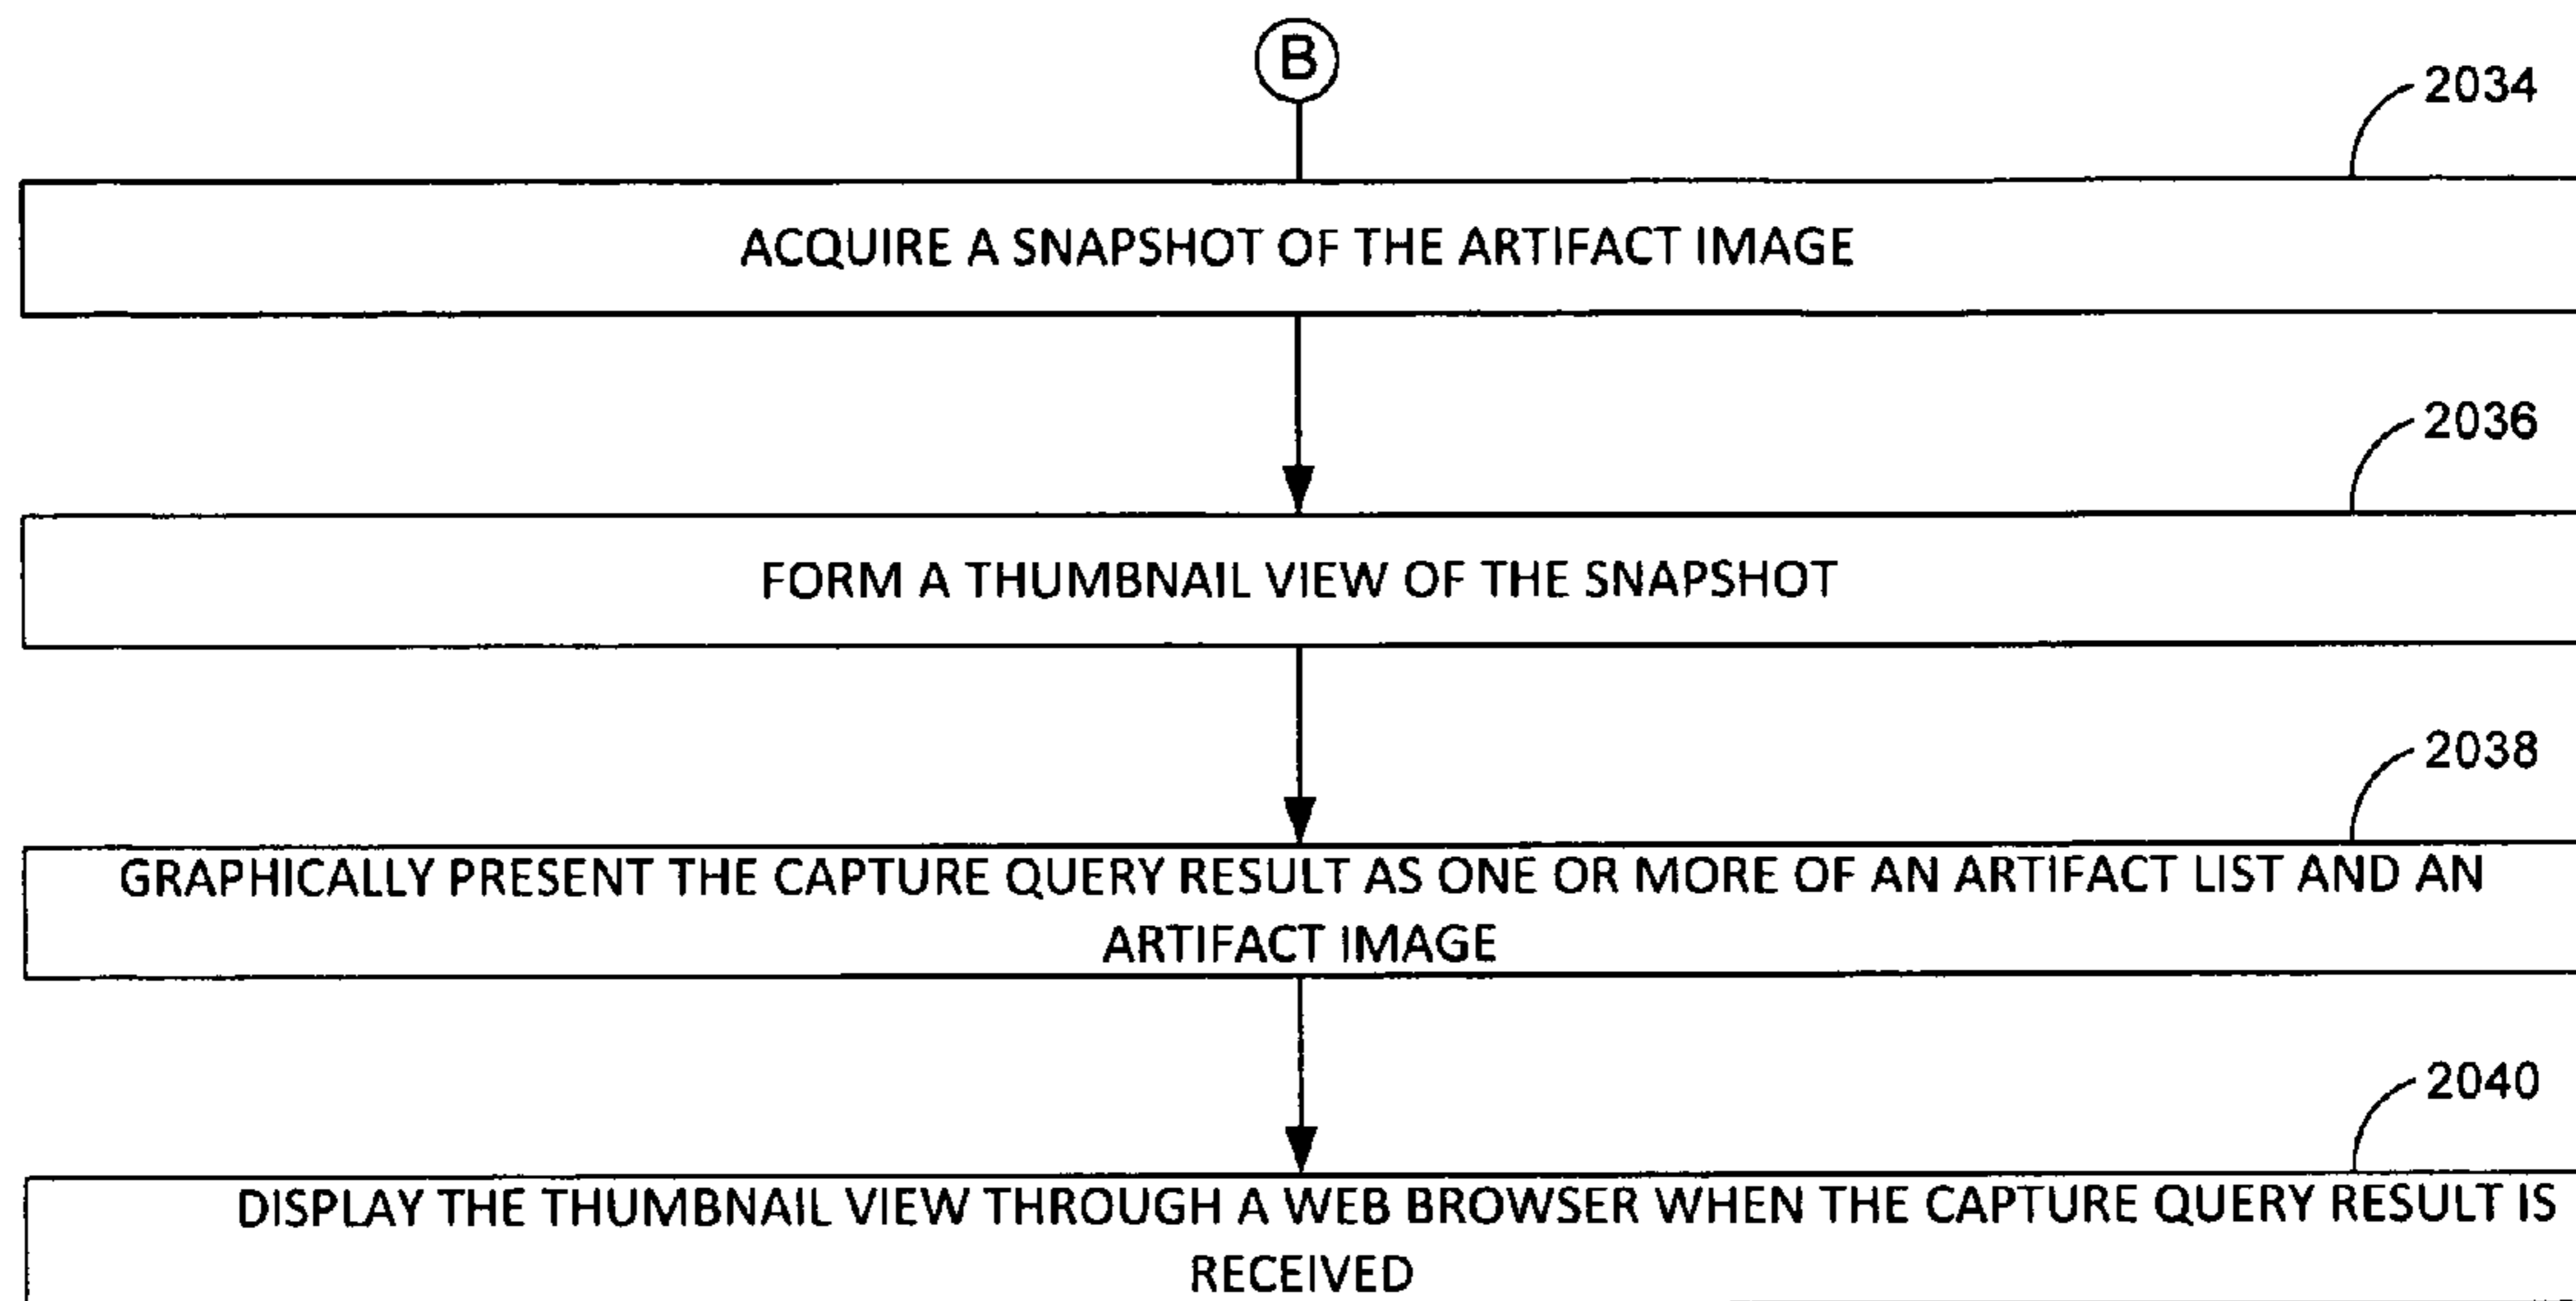 B
2034
ACQUIRE A SNAPSHOT OF THE ARTIFACT IMAGE
2036
FORM A THUMBNAIL VIEW OF THE SNAPSHOT
2038
GRAPHICALLY PRESENT THE CAPTURE QUERY RESULT AS ONE OR MORE OF AN ARTIFACT LIST AND AN
ARTIFACT IMAGE
2040
DISPLAY THE THUMBNAIL VIEW THROUGH A WEB BROWSER WHEN THE CAPTURE QUERY RESULT IS
RECEIVED